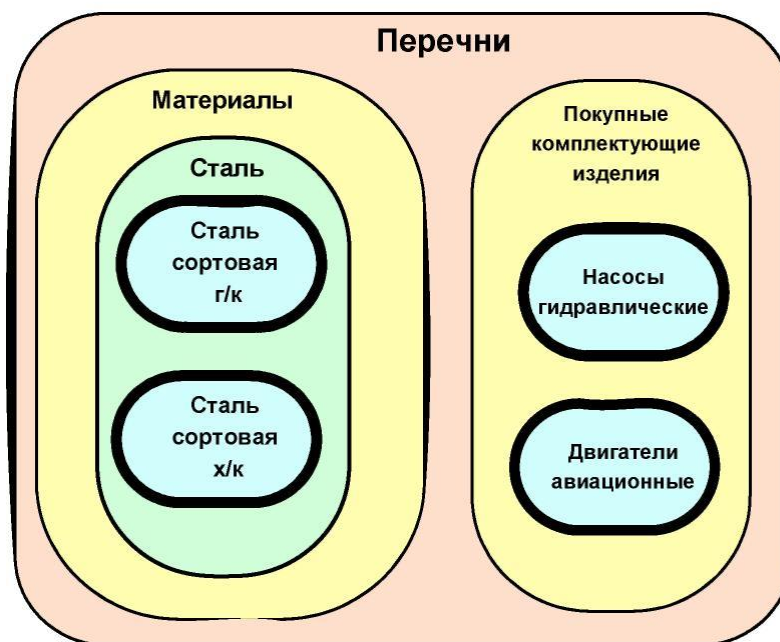 Перечни
Материалы
Сталь
Сталь
сортовая
г/к
Сталь
сортовая
х/к
Покупные
комплектующие
изделия
Насосы
гидравлические
Двигатели
авиационные